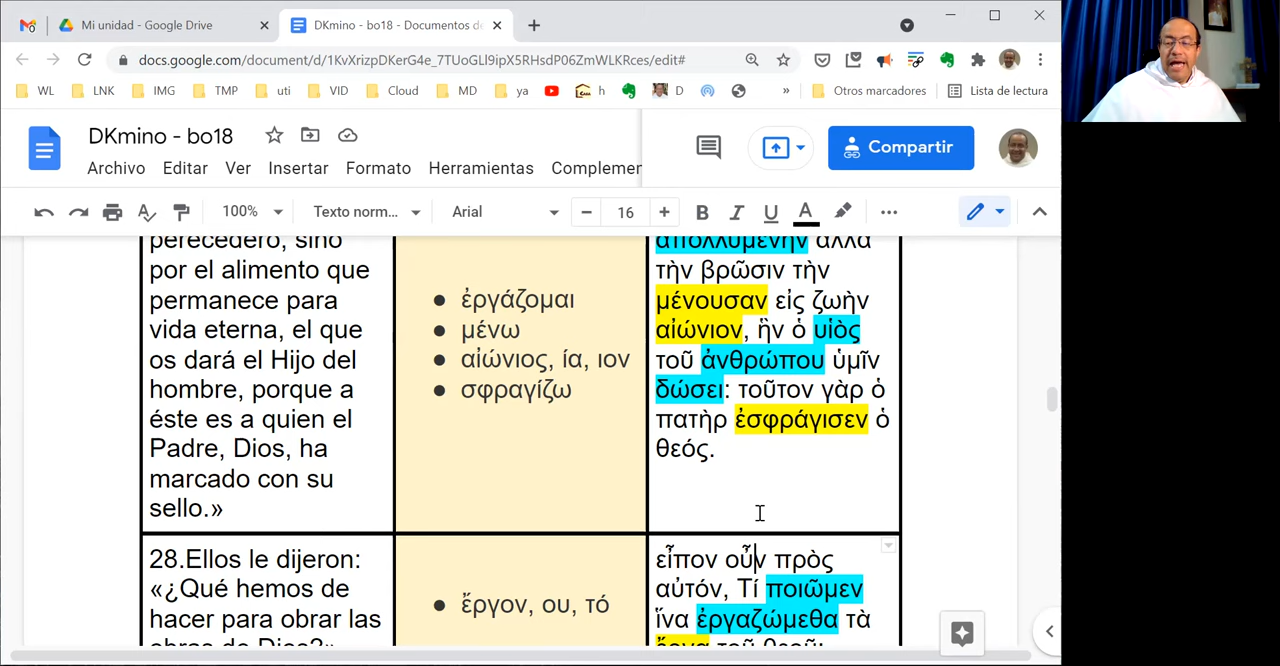 Mi unidad - Google Drive
DKmino - bo18 - Documentos de
docs.google.com/document/d/1KvXrizpDKerG4e_7TUoGLl9ipX5RHsdP06ZmWLKRces/edit#
WL
LNK
IMG
TMP
uti
VID
Cloud
MD
ya
h
D
»
Otros marcadores
Lista de lectura
DKmino - bo18
Compartir
Archivo Editar Ver Insertar Formato Herramientas Complemen
100%
Texto norm...
Arial
− 16 +
B I U A
perecedero, sino
por el alimento que
permanece para
vida eterna, el que
os dará el Hijo del
hombre, porque a
éste es a quien el
Padre, Dios, ha
marcado con su
sello.»
● ἐργάζομαι
● μένω
● αἰώνιος, ία, ιον
● σφραγίζω
ἀπολλυμένην ἀλλὰ
τὴν βρῶσιν τὴν
μένουσαν εἰς ζωὴν
αἰώνιον, ἣν ὁ υἱὸς
τοῦ ἀνθρώπου ὑμῖν
δώσει: τοῦτον γὰρ ὁ
πατὴρ ἐσφράγισεν ὁ
θεός.
28.Ellos le dijeron:
«¿Qué hemos de
hacer para obrar las
obras de Dios?»
● ἔργον, ου, τό
εἶπον οὖν πρὸς
αὐτόν, Τί ποιῶμεν
ἵνα ἐργαζώμεθα τὰ
ἔργα τοῦ θεοῦ;